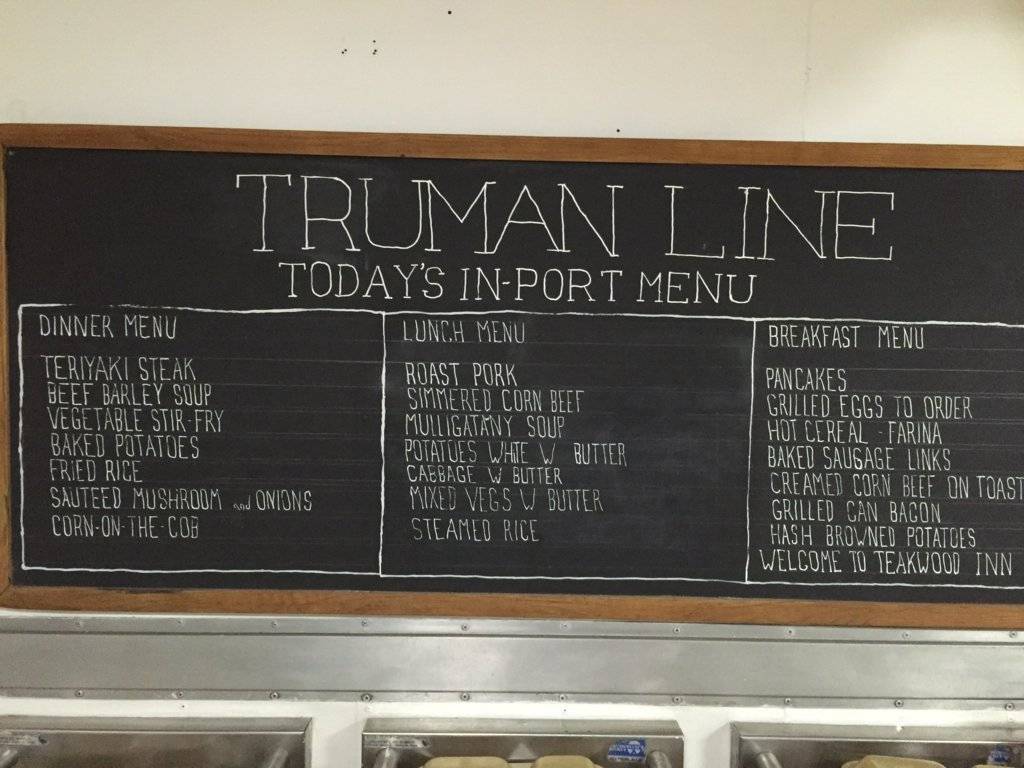 TRUMAN LINE
TODAY'S IN-PORT MENU
DINNER MENU
TERIYAKI STEAK
BEEF BARLEY SOUP
VEGETABLE STIR-FRY
BAKED POTATOES
FRIED RICE
SAUTEED MUSHROOM and ONIONS
CORN-ON-THE-COB
LUNCH MENU
ROAST PORK
SIMMERED CORN BEEF
MULLIGATANY SOUP
POTATOES WHITE W BUTTER
CABBAGE W BUTTER
MIXED VEGS W BUTTER
STEAMED RICE
BREAKFAST MENU
PANCAKES
GRILLED EGGS TO ORDER
HOT CEREAL - FARINA
BAKED SAUSAGE LINKS
CREAMED CORN BEEF ON TOAST
GRILLED CAN BACON
HASH BROWNED POTATOES
WELCOME TO TEAKWOOD INN